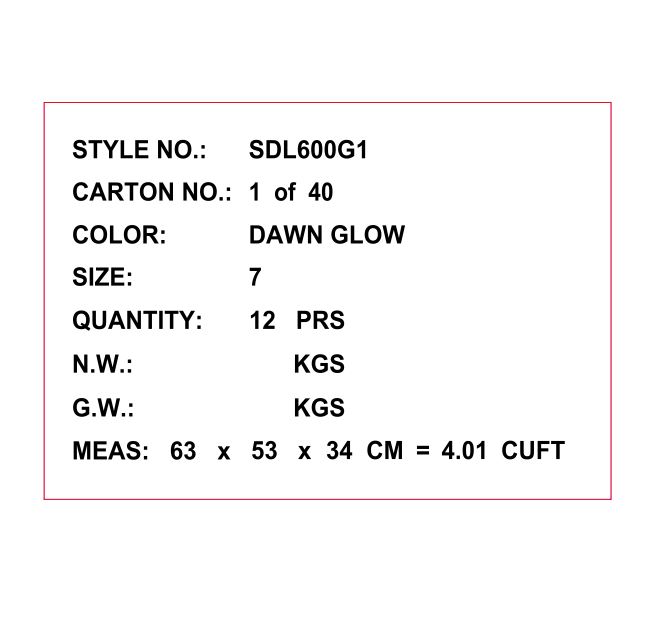 STYLE NO.: SDL600G1
CARTON NO.: 1 of 40
COLOR: DAWN GLOW
SIZE: 7
QUANTITY: 12 PRS
N.W.: KGS
G.W.: KGS
MEAS: 63 x 53 x 34 CM = 4.01 CUFT